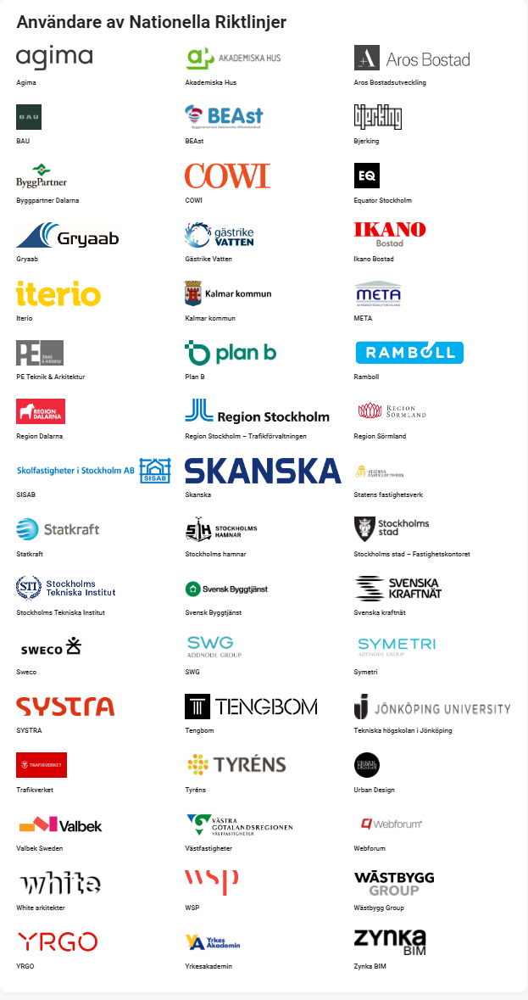 Användare av Nationella Riktlinjer
agima
AKADEMISKA HUS
Aros Bostad
Agima
Akademiska Hus
Aros Bostadsutveckling
BAU
BEAst
bjerking
BAU
BEAst
Bjerking
ByggPartner
COWI
EQ
Byggpartner Dalarna
COWI
Equator Stockholm
Gryaab
gästrike
VATTEN
IKANO
Bostad
Gryaab
Gästrike Vatten
Ikano Bostad
iterio
Kalmar kommun
META
Iterio
Kalmar kommun
META
PE Teknik & Arkitektur
plan b
RAMBOLL
PE Teknik & Arkitektur
Plan B
Ramboll
REGION
DALARNA
Region Stockholm
REGION
SÖRMLAND
Region Dalarna
Region Stockholm – Trafikförvaltningen
Region Sörmland
Skolfastigheter i Stockholm AB
SISAB
SKANSKA
STATENS
FASTIGHETSVERK
SISAB
Skanska
Statens fastighetsverk
Statkraft
STOCKHOLMS
HAMNAR
Stockholms
stad
Statkraft
Stockholms hamnar
Stockholms stad – Fastighetskontoret
STI
Stockholms
Tekniska Institut
Svensk Byggtjänst
SVENSKA
KRAFTNÄT
Stockholms Tekniska Institut
Svensk Byggtjänst
Svenska kraftnät
SWECO
SWG
ADDNODE GROUP
SYMETRI
ADDNODE GROUP
Sweco
SWG
Symetri
SYSTRA
TENGBOM
JÖNKÖPING UNIVERSITY
SYSTRA
Tengbom
Tekniska högskolan i Jönköping
TRAFIKVERKET
TYRÉNS
URBAN
DESIGN
Trafikverket
Tyréns
Urban Design
Valbek
VÄSTRA
GÖTALANDSREGIONEN
VÄSTFASTIGHETER
Webforum
Valbek Sweden
Västfastigheter
Webforum
white
wsp
WÄSTBYGG
GROUP
White arkitekter
WSP
Wästbygg Group
YRGO
YA
Yrkes
Akademin
ZYNKA
BIM
YRGO
Yrkesakademin
Zynka BIM